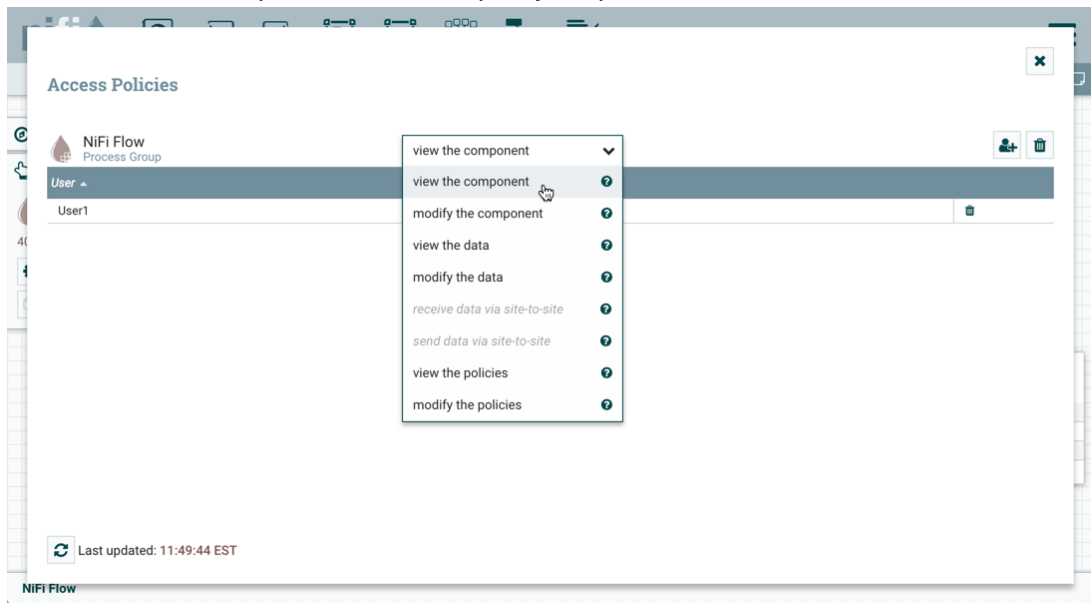 Access Policies
NiFi Flow
Process Group
view the component
User
view the component
User1
modify the component
view the data
modify the data
receive data via site-to-site
send data via site-to-site
view the policies
modify the policies
Last updated: 11:49:44 EST
NiFi Flow